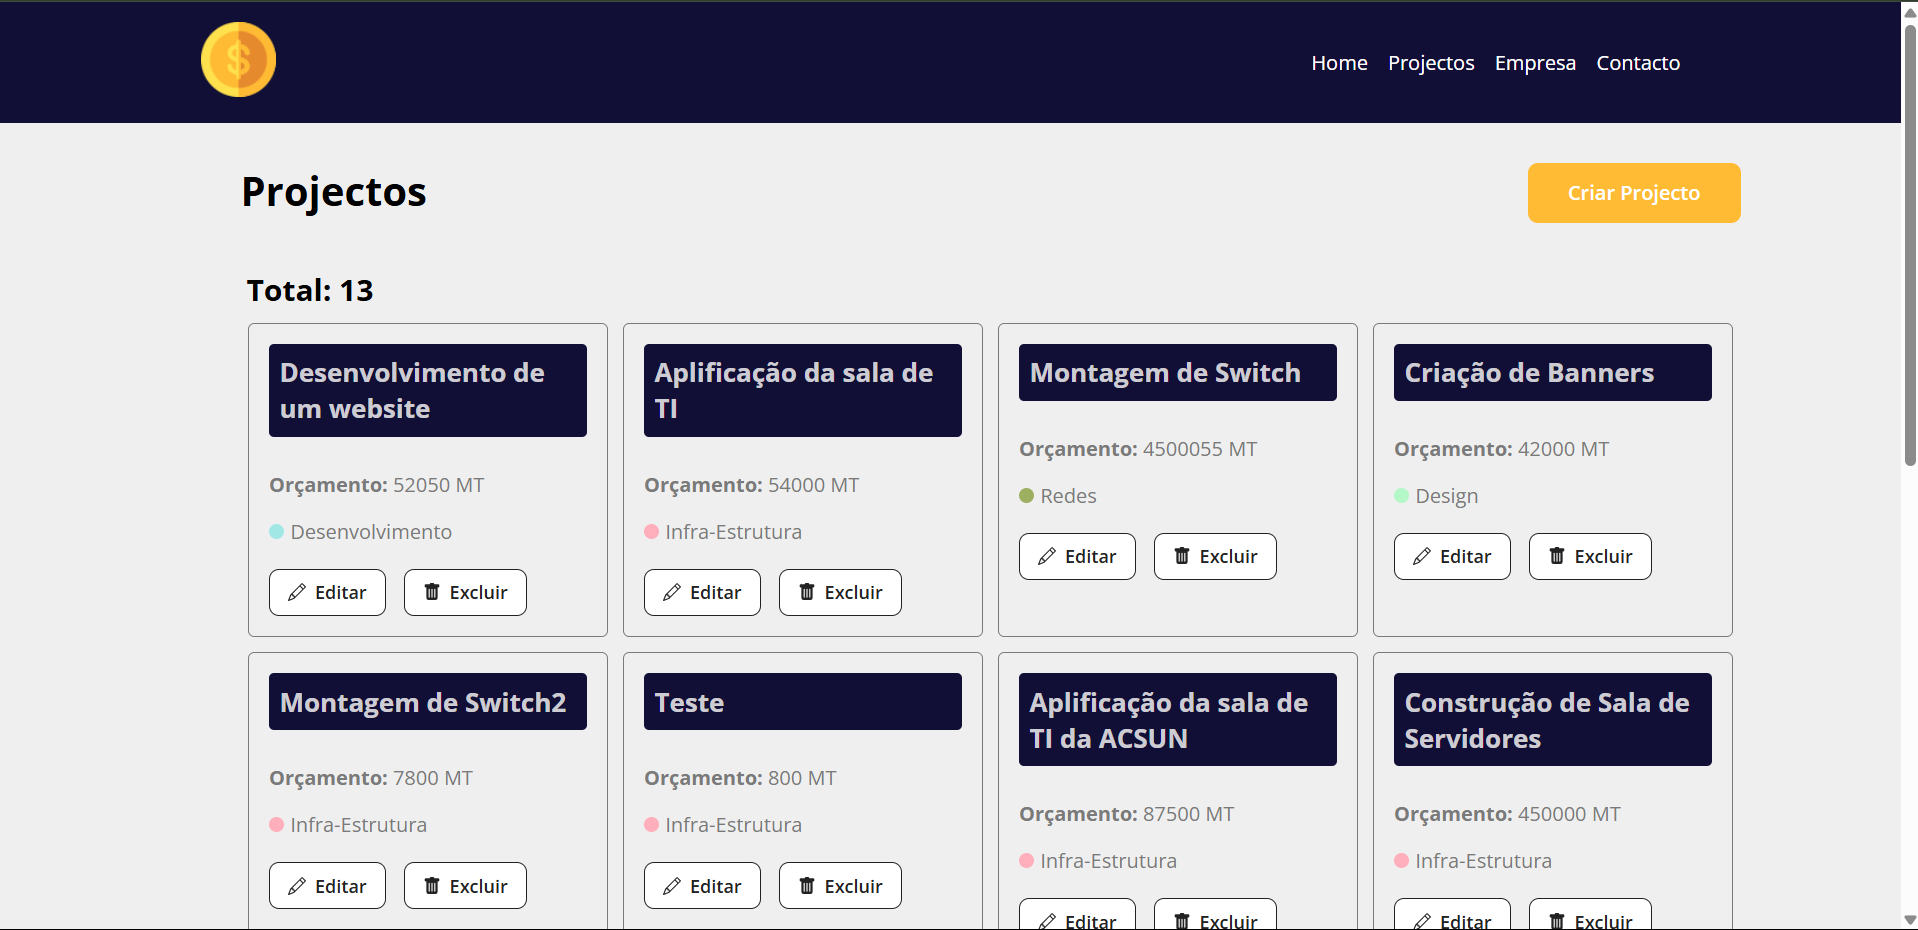 $
Home Projectos Empresa Contacto
Projectos
Criar Projecto
Total: 13
Desenvolvimento de
um website
Orçamento: 52050 MT
Desenvolvimento
Editar Excluir
Aplificação da sala de
TI
Orçamento: 54000 MT
Infra-Estrutura
Editar Excluir
Montagem de Switch
Orçamento: 4500055 MT
Redes
Editar Excluir
Criação de Banners
Orçamento: 42000 MT
Design
Editar Excluir
Montagem de Switch2
Orçamento: 7800 MT
Infra-Estrutura
Editar Excluir
Teste
Orçamento: 800 MT
Infra-Estrutura
Editar Excluir
Aplificação da sala de
TI da ACSUN
Orçamento: 87500 MT
Infra-Estrutura
Editar Excluir
Construção de Sala de
Servidores
Orçamento: 450000 MT
Infra-Estrutura
Editar Excluir